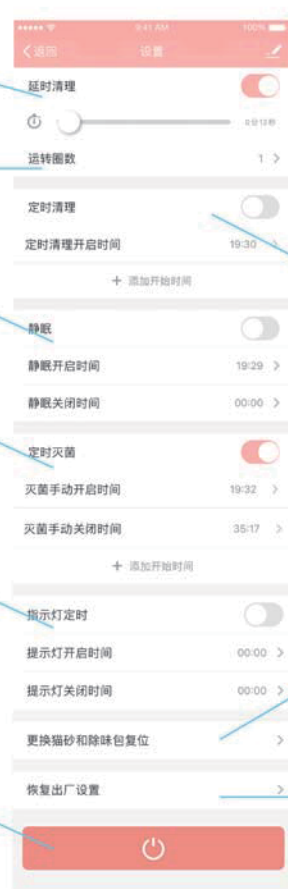 9:41 AM 100%
返回 设置
延时清理
0分12秒
运转圈数 1
定时清理
定时清理开启时间 19:30
+ 添加开始时间
静眠
静眠开启时间 19:29
静眠关闭时间 00:00
定时灭菌
灭菌手动开启时间 19:32
灭菌手动关闭时间 35:17
+ 添加开始时间
指示灯定时
提示灯开启时间 00:00
提示灯关闭时间 00:00
更换猫砂和除味包复位
恢复出厂设置